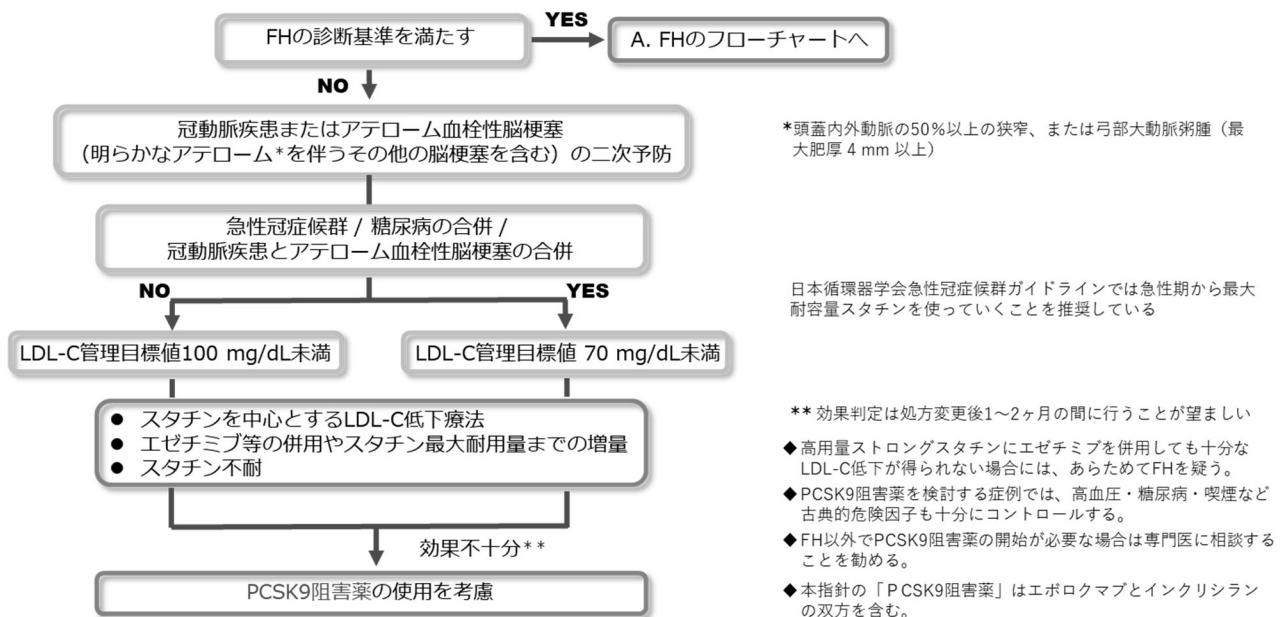 FHの診断基準を満たす
YES
A. FHのフローチャートへ
NO
冠動脈疾患またはアテローム血栓性脳梗塞
（明らかなアテローム*を伴うその他の脳梗塞を含む）の二次予防
*頭蓋内外動脈の50％以上の狭窄、または弓部大動脈粥腫（最
大肥厚 4 mm 以上）
急性冠症候群 / 糖尿病の合併 /
冠動脈疾患とアテローム血栓性脳梗塞の合併
NO
YES
日本循環器学会急性冠症候群ガイドラインでは急性期から最大
耐容量スタチンを使っていくことを推奨している
LDL-C管理目標値100 mg/dL未満
LDL-C管理目標値 70 mg/dL未満
● スタチンを中心とするLDL-C低下療法
● エゼチミブ等の併用やスタチン最大耐用量までの増量
● スタチン不耐
** 効果判定は処方変更後1～2ヶ月の間に行うことが望ましい
◆高用量ストロングスタチンにエゼチミブを併用しても十分な
LDL-C低下が得られない場合には、あらためてFHを疑う。
◆PCSK9阻害薬を検討する症例では、高血圧・糖尿病・喫煙など
古典的危険因子も十分にコントロールする。
◆FH以外でPCSK9阻害薬の開始が必要な場合は専門医に相談する
ことを勧める。
◆本指針の「ＰCSK9阻害薬」はエボロクマブとインクリシラン
の双方を含む。
効果不十分**
PCSK9阻害薬の使用を考慮